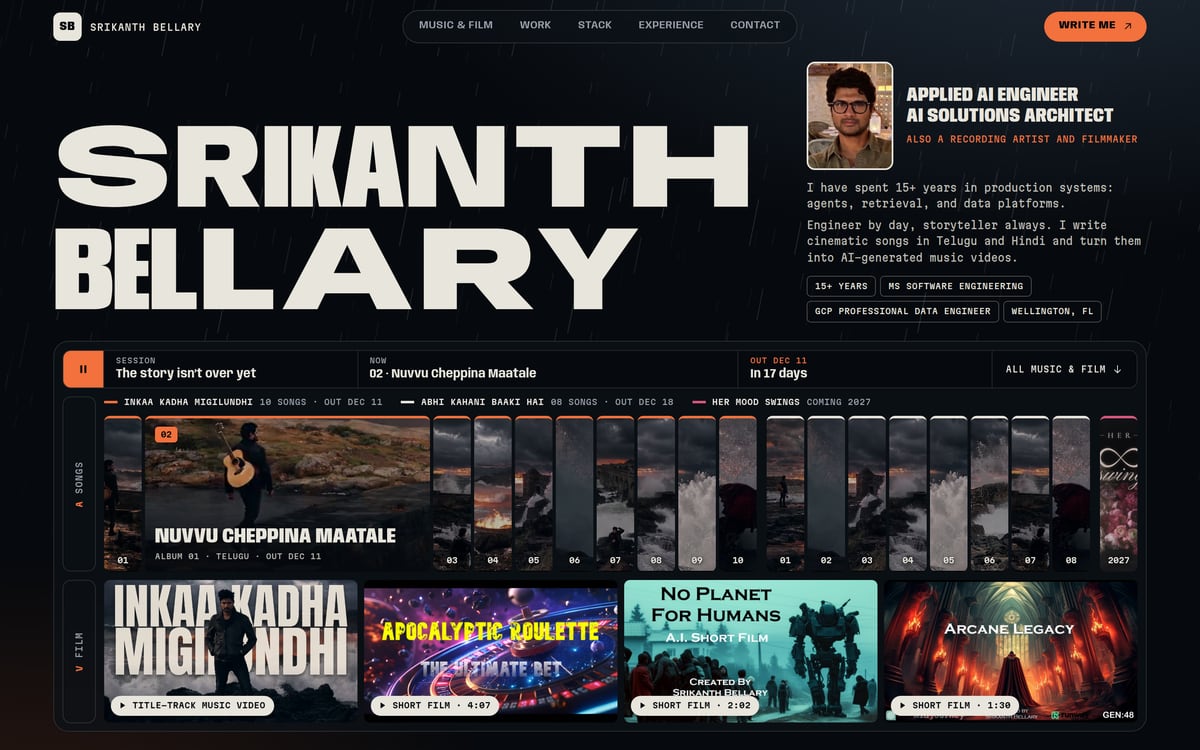 SB SRIKANTH BELLARY
MUSIC & FILM WORK STACK EXPERIENCE CONTACT
WRITE ME ↗
SRIKANTH
BELLARY
APPLIED AI ENGINEER
AI SOLUTIONS ARCHITECT
ALSO A RECORDING ARTIST AND FILMMAKER
I have spent 15+ years in production systems:
agents, retrieval, and data platforms.
Engineer by day, storyteller always. I write
cinematic songs in Telugu and Hindi and turn them
into AI-generated music videos.
15+ YEARS MS SOFTWARE ENGINEERING
GCP PROFESSIONAL DATA ENGINEER WELLINGTON, FL
SESSION
The story isn't over yet
NOW
02 · Nuvvu Cheppina Maatale
OUT DEC 11
In 17 days
ALL MUSIC & FILM ↓
INKAA KADHA MIGILUNDHI 10 SONGS · OUT DEC 11 ABHI KAHANI BAAKI HAI 08 SONGS · OUT DEC 18 HER MOOD SWINGS COMING 2027
A SONGS
01
02
NUVVU CHEPPINA MAATALE
ALBUM 01 · TELUGU · OUT DEC 11
03 04 05 06 07 08 09 10
01 02 03 04 05 06 07 08
HER
2027
V FILM
INKAA KADHA
TITLE-TRACK MUSIC VIDEO
APOCALYPTIC ROULETTE
THE ULTIMATE BET
SHORT FILM · 4:07
NO PLANET
FOR HUMANS
A.I. SHORT FILM
CREATED BY
SRIKANTH BELLARY
SHORT FILM · 2:02
ARCANE LEGACY
SHORT FILM · 1:30
GEN:48